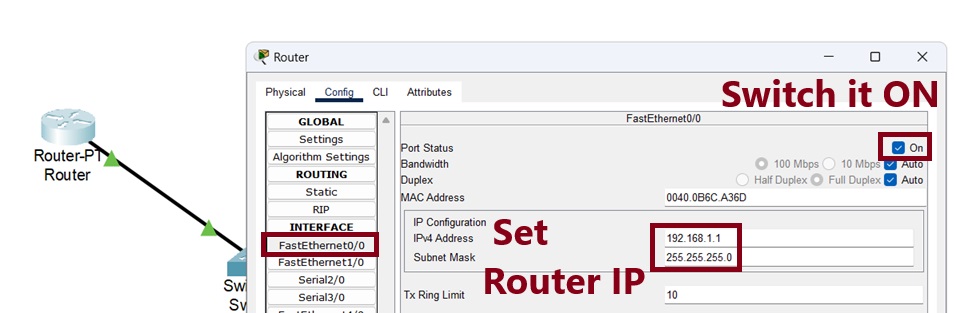 Router
Physical Config CLI Attributes
Switch it ON
GLOBAL
Settings
Algorithm Settings
ROUTING
Static
RIP
INTERFACE
FastEthernet0/0
FastEthernet1/0
Serial2/0
Serial3/0
FastEthernet0/0
Port Status On
Bandwidth 100 Mbps 10 Mbps Auto
Duplex Half Duplex Full Duplex Auto
MAC Address 0040.0B6C.A36D
IP Configuration
IPv4 Address 192.168.1.1
Subnet Mask 255.255.255.0
Tx Ring Limit 10
Set
Router IP
Router-PT
Router
Swi
Sw